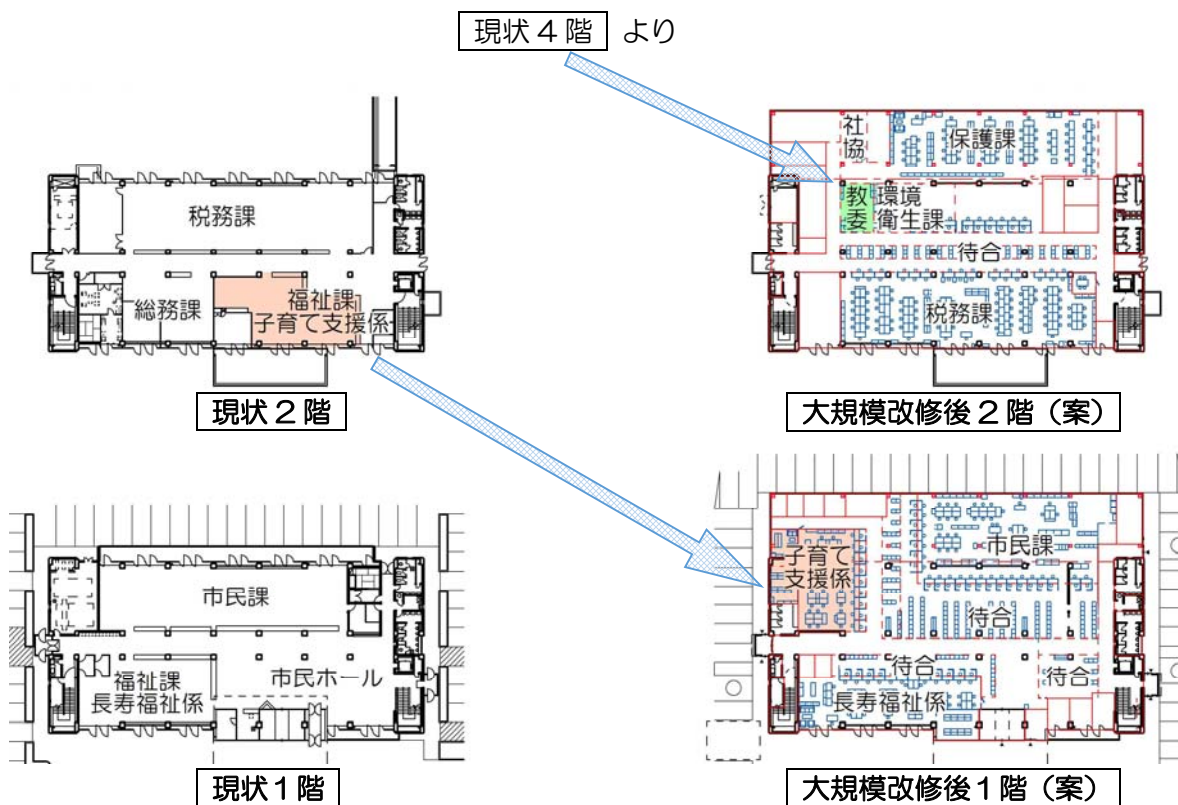 現状4階 より
税務課
総務課
福祉課
子育て支援係
現状2階
社協
保護課
教委
環境
衛生課
待合
税務課
大規模改修後2階（案）
市民課
福祉課
長寿福祉係
市民ホール
現状1階
子育て
支援係
市民課
待合
待合
待合
長寿福祉係
大規模改修後1階（案）